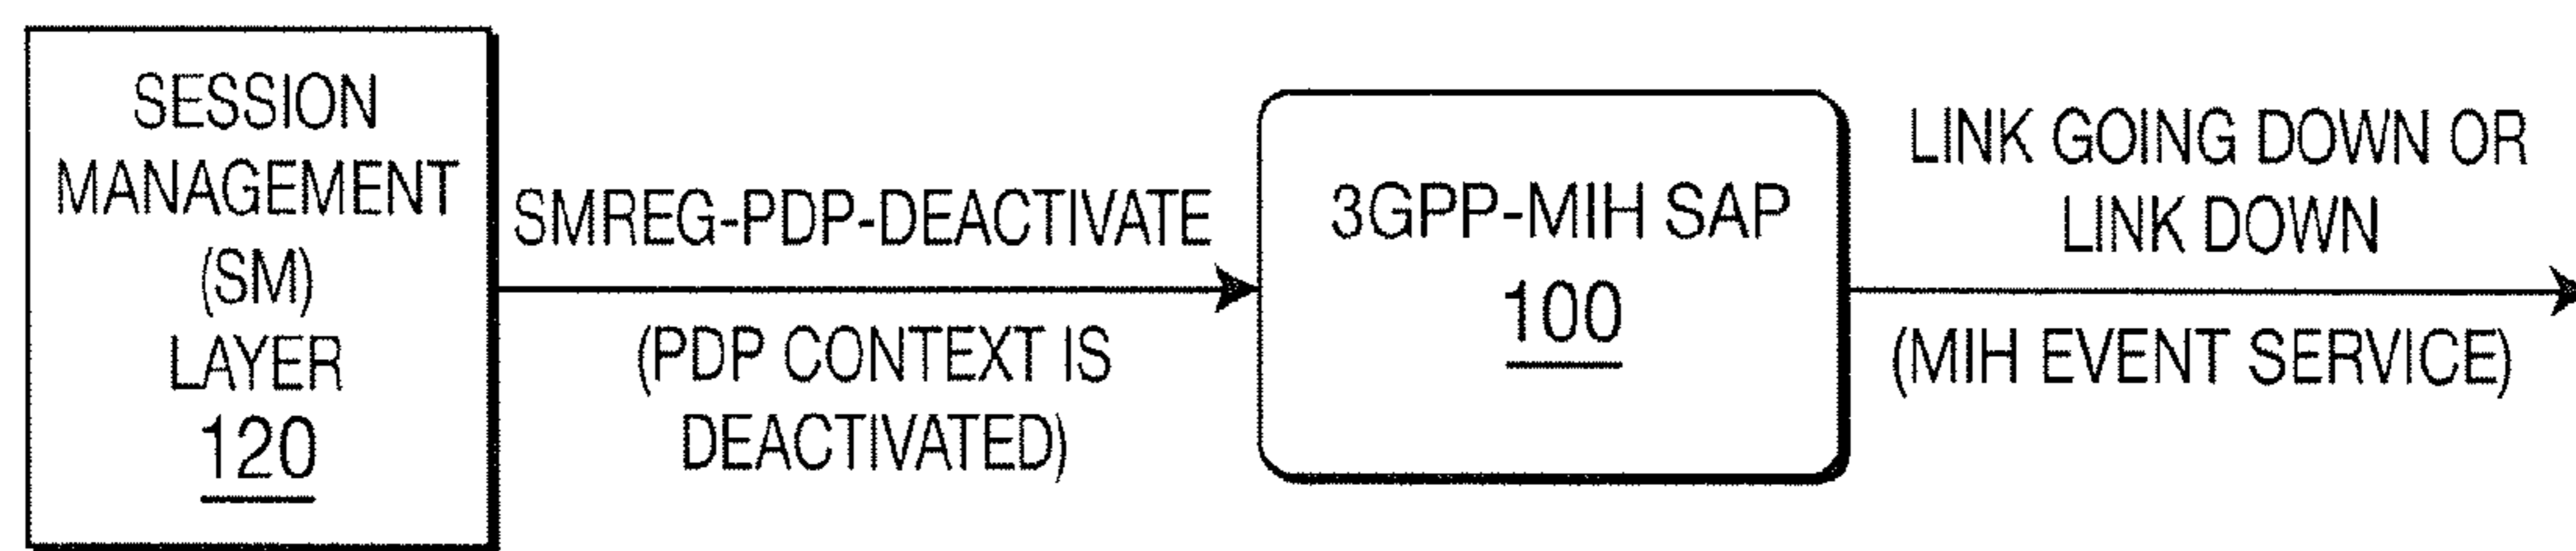 SESSION
MANAGEMENT
(SM)
LAYER
120
SMREG-PDP-DEACTIVATE
(PDP CONTEXT IS
DEACTIVATED)
3GPP-MIH SAP
100
LINK GOING DOWN OR
LINK DOWN
(MIH EVENT SERVICE)